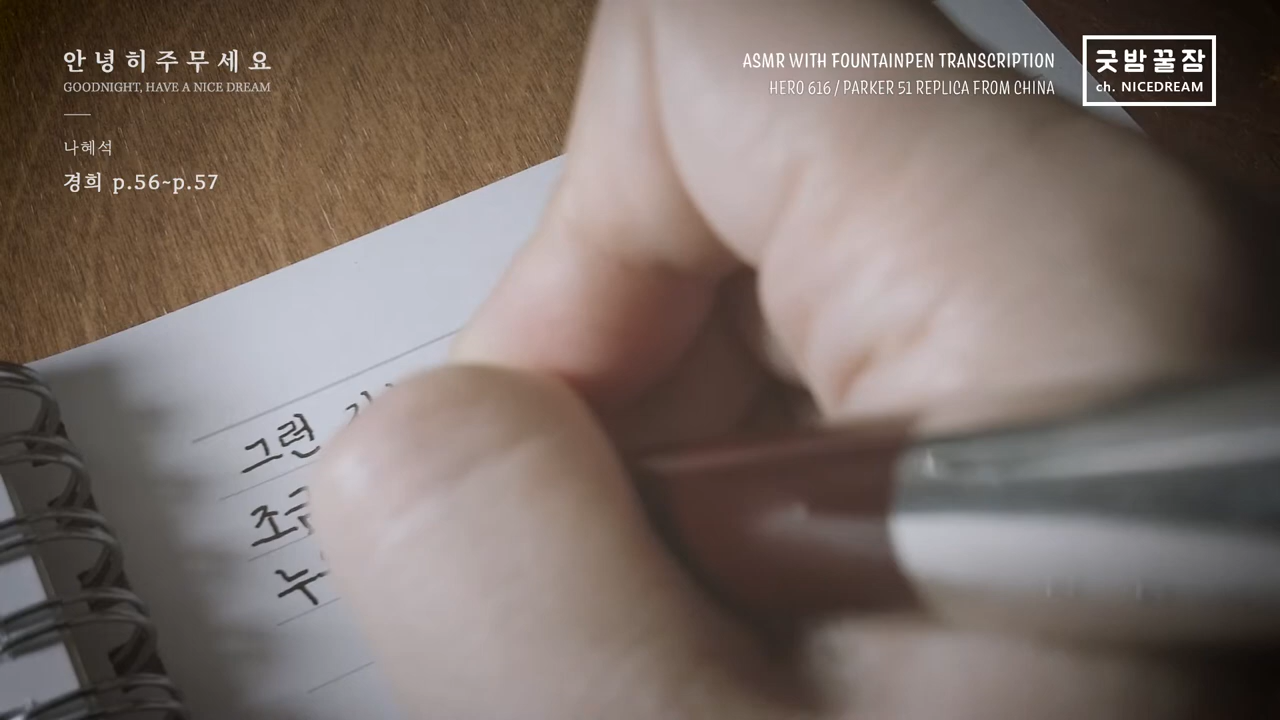 안녕히주무세요
GOODNIGHT, HAVE A NICE DREAM
나혜석
경희 p.56~p.57
ASMR WITH FOUNTAINPEN TRANSCRIPTION
HERO 616 / PARKER 51 REPLICA FROM CHINA
굿밤꿀잠
ch. NICEDREAM
그런